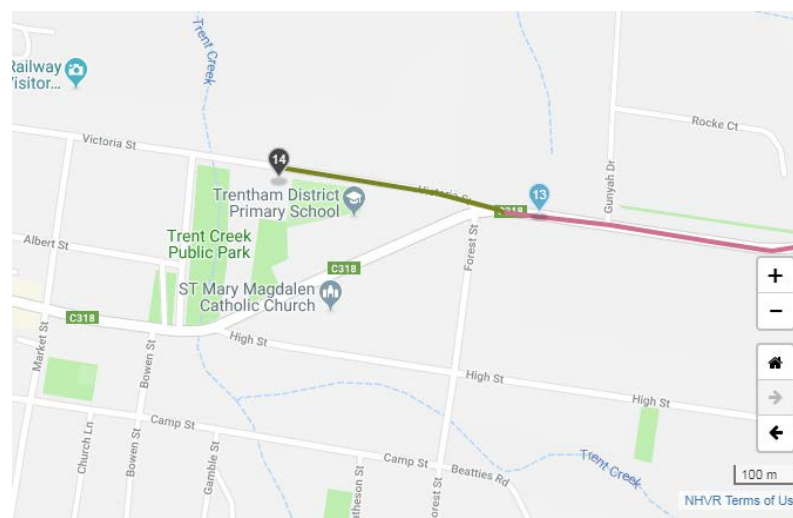 Trent Creek
Railway
Visitor...
Victoria St
14
Rocke Ct
Gunyah Dr
Trentham District
Primary School
Victoria St
C318
13
Trent Creek
Public Park
Albert St
Forest St
C318
ST Mary Magdalen
Catholic Church
C318
Market St
Bowen St
High St
High St
High St
Camp St
Church Ln
Bowen St
Gamble St
Camp St
Beatties Rd
Trent Creek
atheson St
orest St
+
−
100 m
NHVR Terms of Us